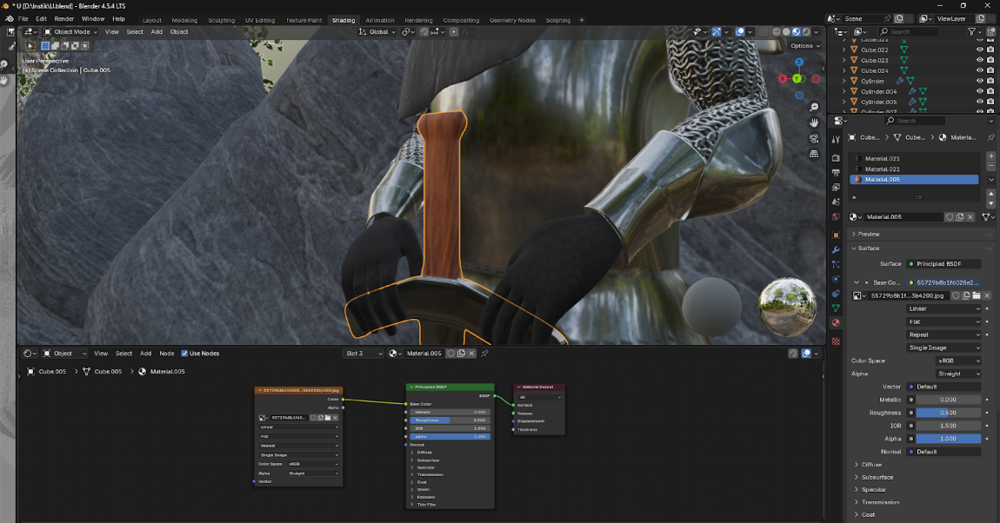 * U [D:\Instik\U.blend] - Blender 4.5.4 LTS
File Edit Render Window Help
Layout Modeling Sculpting UV Editing Texture Paint Shading Animation Rendering Compositing Geometry Nodes Scripting +
Scene
ViewLayer
Object Mode View Select Add Object
Global
Options
User Perspective
(4) Scene Collection | Cube.005
X
Y
Z
Search
Cube.021
Cube.022
Cube.023
Cube.024
Cylinder
Cylinder.004
Cylinder.005
Cylinder.007
Search
Cube... > Cube... > Materia...
Material.021
Material.021
Material.005
Material.005
Preview
Surface
Surface Principled BSDF
Base Co... 55729b8b1f6028e2...
55729b8b1f...3b4200.jpg
Linear
Flat
Repeat
Single Image
Color Space sRGB
Alpha Straight
Vector Default
Metallic 0.000
Roughness 0.500
IOR 1.500
Alpha 1.000
Normal Default
Diffuse
Subsurface
Specular
Transmission
Coat
Object View Select Add Node Use Nodes
Slot 3
Material.005
Cube.005 > Cube.005 > Material.005
Color
Alpha
Linear
Flat
Repeat
Single Image
Color Space sRGB
Alpha Straight
Vector
Principled BSDF
BSDF
Base Color
Metallic 0.000
Roughness 0.500
IOR 1.500
Alpha 1.000
Normal
Diffuse
Subsurface
Specular
Transmission
Coat
Sheen
Emission
Thin Film
Material Output
All
Surface
Volume
Displacement
Thickness